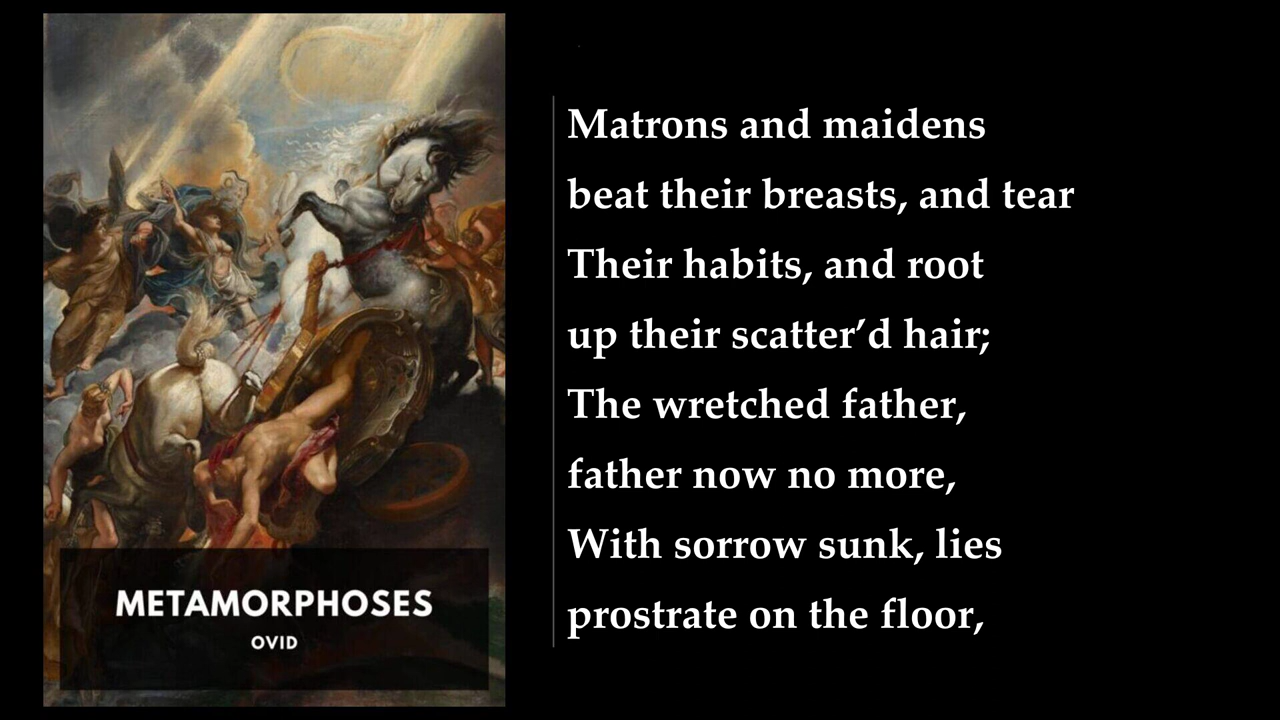 METAMORPHOSES
OVID
Matrons and maidens
beat their breasts, and tear
Their habits, and root
up their scatter’d hair;
The wretched father,
father now no more,
With sorrow sunk, lies
prostrate on the floor,